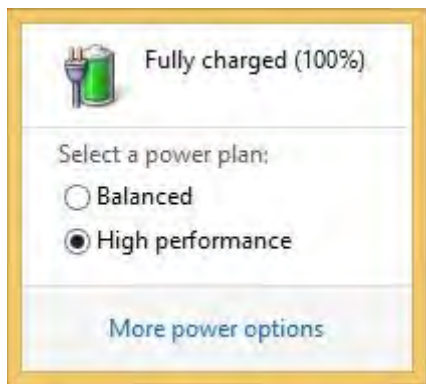 Fully charged (100%)
Select a power plan:
Balanced
High performance
More power options